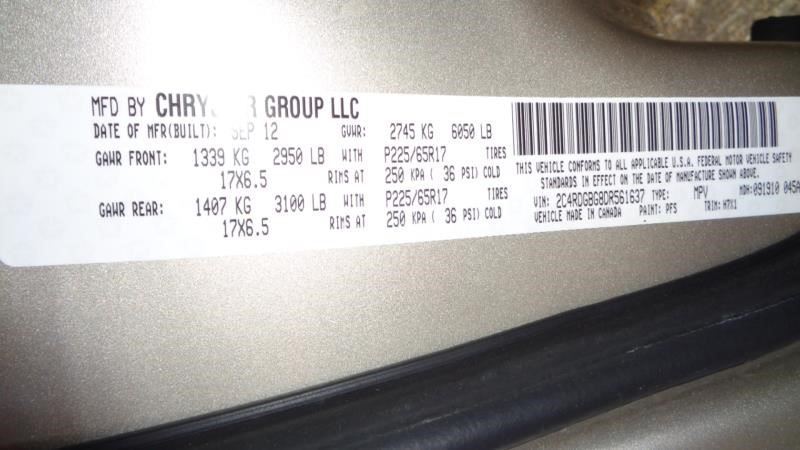 MFD BY CHRYSLER GROUP LLC
DATE OF MFR(BUILT): SEP 12 GVWR: 2745 KG 6050 LB
GAWR FRONT: 1339 KG 2950 LB WITH P225/65R17 TIRES
17X6.5 RIMS AT 250 KPA ( 36 PSI) COLD
GAWR REAR: 1407 KG 3100 LB WITH P225/65R17 TIRES
17X6.5 RIMS AT 250 KPA ( 36 PSI) COLD
THIS VEHICLE CONFORMS TO ALL APPLICABLE U.S.A. FEDERAL MOTOR VEHICLE SAFETY
STANDARDS IN EFFECT ON THE DATE OF MANUFACTURE SHOWN ABOVE.
VIN: 2C4RDGBG8DR561637 TYPE: MPV MDH: 091910 045A
VEHICLE MADE IN CANADA PAINT: PFS TRIM: H7X1